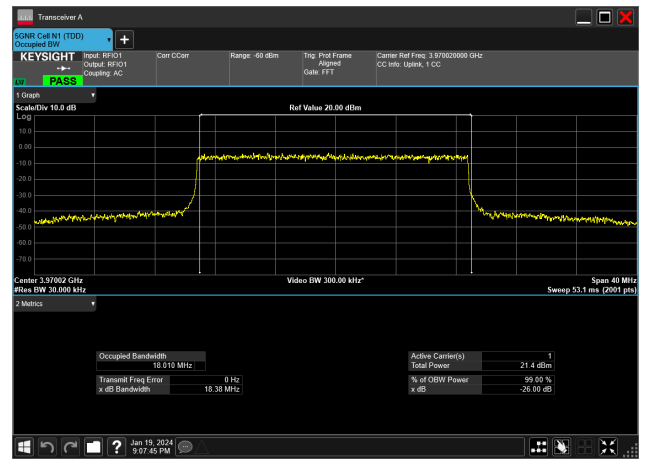 Transceiver A
5GNR Cell N1 (TDD)
Occupied BW
KEYSIGHT
Input: RFIO1
Output: RFIO1
Coupling: AC
Corr CCorr
Range: -60 dBm
Trig: Prot Frame
Aligned
Gate: FFT
Carrier Ref Freq: 3.970020000 GHz
CC Info: Uplink, 1 CC
PASS
1 Graph
Scale/Div 10.0 dB
Ref Value 20.00 dBm
Log
10.0
0.00
-10.0
-20.0
-30.0
-40.0
-50.0
-60.0
-70.0
Center 3.97002 GHz
Video BW 300.00 kHz*
Span 40 MHz
#Res BW 30.000 kHz
Sweep 53.1 ms (2001 pts)
2 Metrics
Occupied Bandwidth
18.010 MHz
Transmit Freq Error 0 Hz
x dB Bandwidth 18.38 MHz
Active Carrier(s) 1
Total Power 21.4 dBm
% of OBW Power 99.00 %
x dB -26.00 dB
Jan 19, 2024
9:07:45 PM